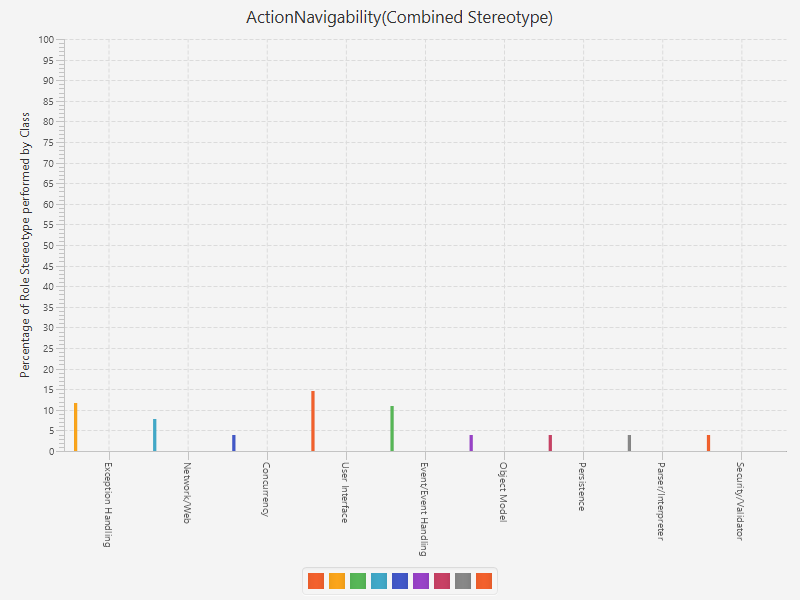 ActionNavigability(Combined Stereotype)
Percentage of Role Stereotype performed by Class
100
95
90
85
80
75
70
65
60
55
50
45
40
35
30
25
20
15
10
5
0
Exception Handling
Network/Web
Concurrency
User Interface
Event/Event Handling
Object Model
Persistence
Parser/Interpreter
Security/Validator